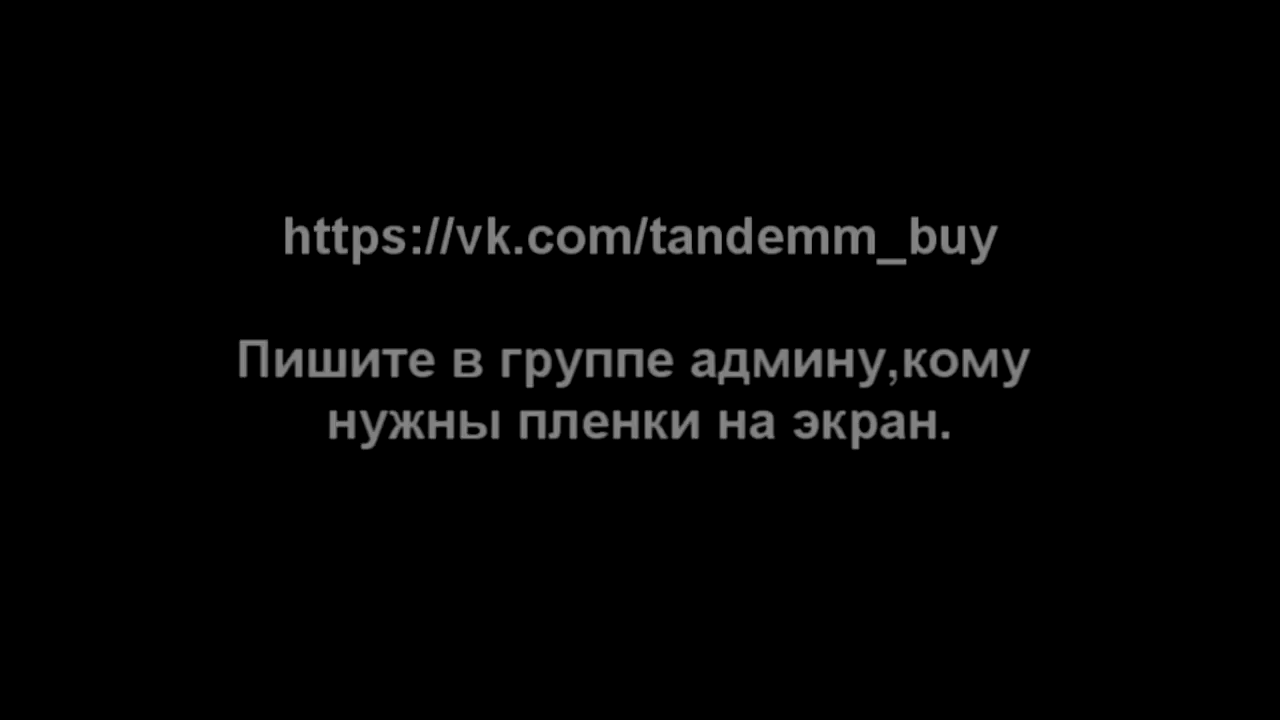 https://vk.com/tandemm_buy
Пишите в группе админу,кому
нужны пленки на экран.